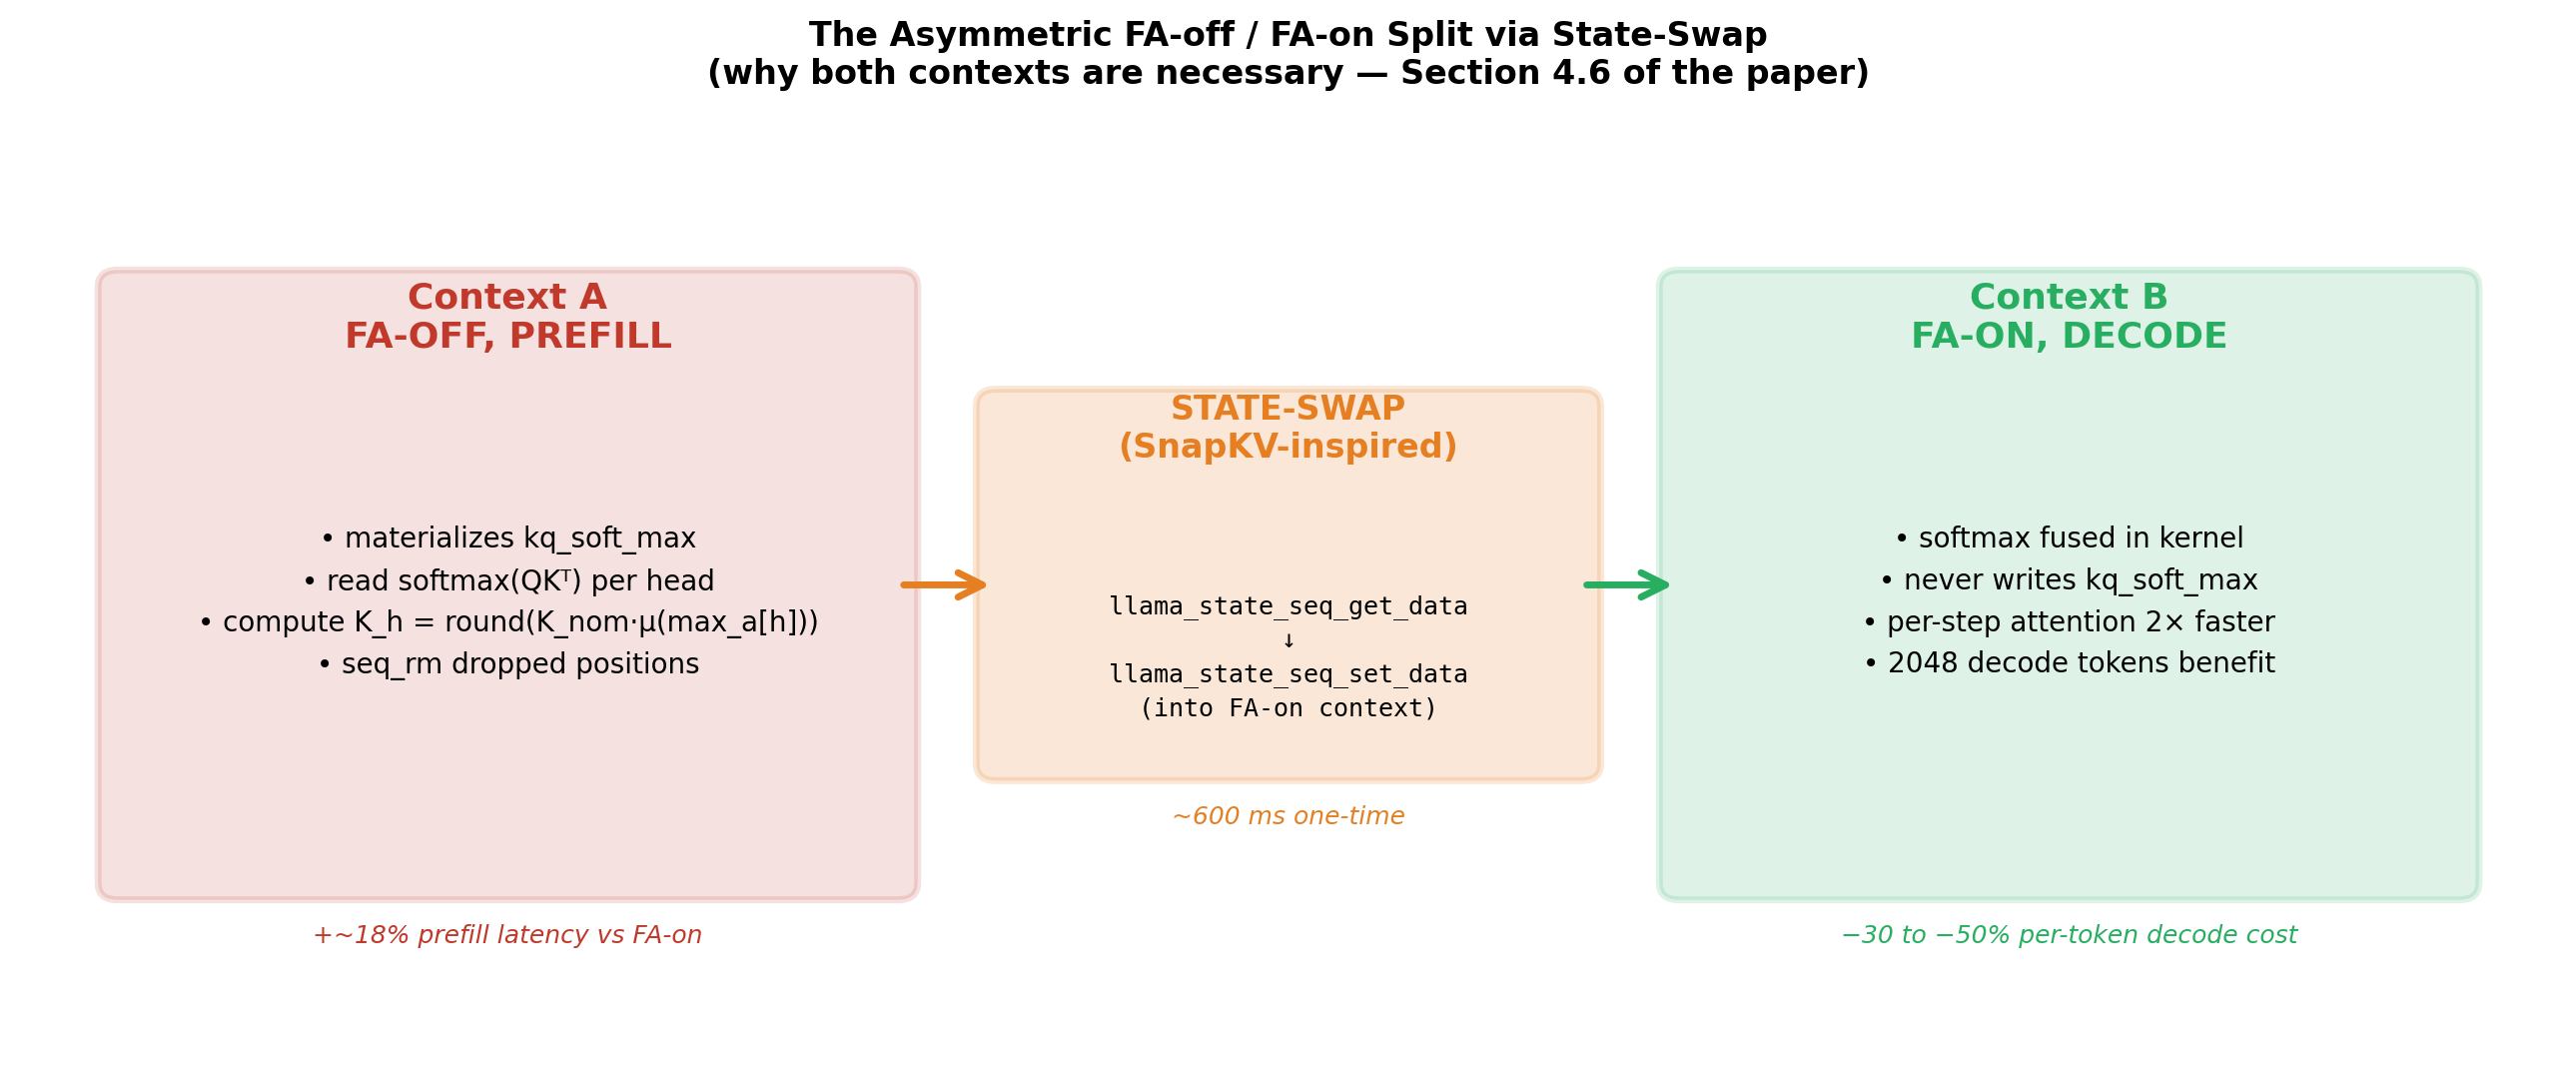 The Asymmetric FA-off / FA-on Split via State-Swap
(why both contexts are necessary — Section 4.6 of the paper)
Context A
FA-OFF, PREFILL
• materializes kq_soft_max
• read softmax(QKᵀ) per head
• compute K_h = round(K_nom·μ(max_a[h]))
• seq_rm dropped positions
+~18% prefill latency vs FA-on
STATE-SWAP
(SnapKV-inspired)
llama_state_seq_get_data
↓
llama_state_seq_set_data
(into FA-on context)
~600 ms one-time
Context B
FA-ON, DECODE
• softmax fused in kernel
• never writes kq_soft_max
• per-step attention 2× faster
• 2048 decode tokens benefit
−30 to −50% per-token decode cost